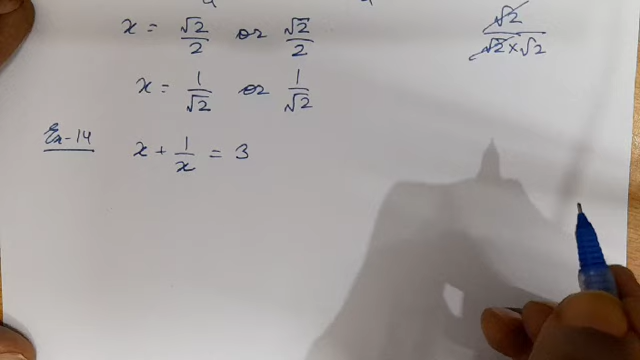 x = √2/2 or √2/2
√2/(√2 × √2)
x = 1/√2 or 1/√2
Ex-14 x + 1/x = 3